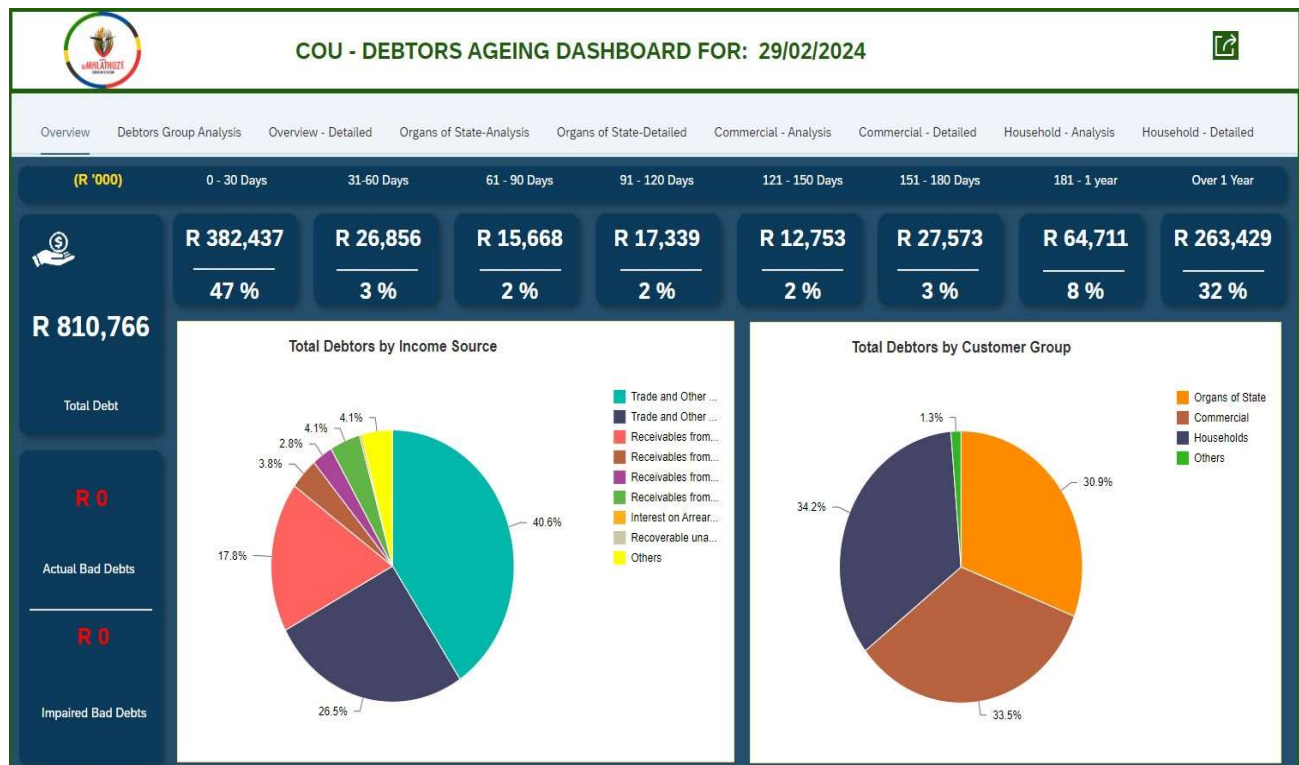 uMHLATHUZE
COU - DEBTORS AGEING DASHBOARD FOR: 29/02/2024
Overview Debtors Group Analysis Overview - Detailed Organs of State-Analysis Organs of State-Detailed Commercial - Analysis Commercial - Detailed Household - Analysis Household - Detailed
(R '000) 0 - 30 Days 31-60 Days 61 - 90 Days 91 - 120 Days 121 - 150 Days 151 - 180 Days 181 - 1 year Over 1 Year
R 382,437 R 26,856 R 15,668 R 17,339 R 12,753 R 27,573 R 64,711 R 263,429
47 % 3 % 2 % 2 % 2 % 3 % 8 % 32 %
R 810,766
Total Debt
R 0
Actual Bad Debts
R 0
Impaired Bad Debts
Total Debtors by Income Source
4.1%
4.1%
2.8%
3.8%
17.8%
26.5%
40.6%
Trade and Other ...
Trade and Other ...
Receivables from...
Receivables from...
Receivables from...
Receivables from...
Interest on Arrear...
Recoverable una...
Others
Total Debtors by Customer Group
1.3%
34.2%
30.9%
33.5%
Organs of State
Commercial
Households
Others